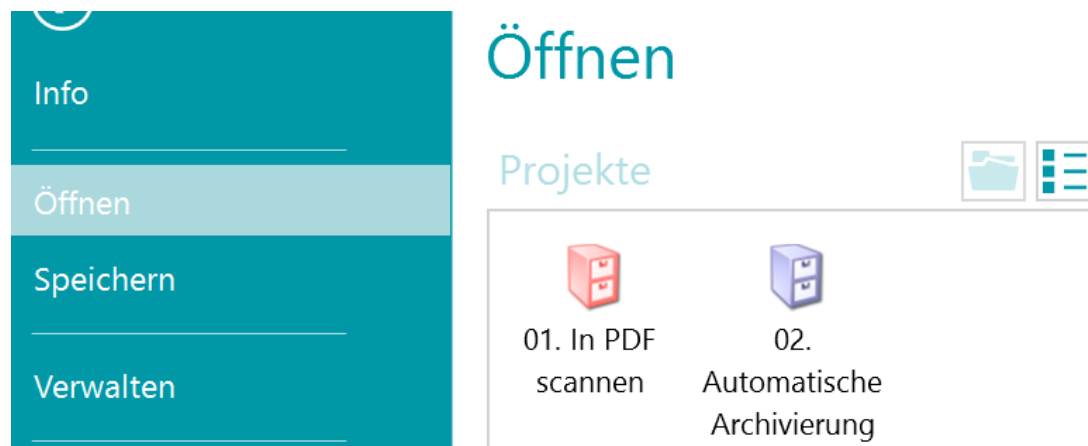 Info
Öffnen
Speichern
Verwalten
Öffnen
Projekte
01. In PDF
scannen
02.
Automatische
Archivierung